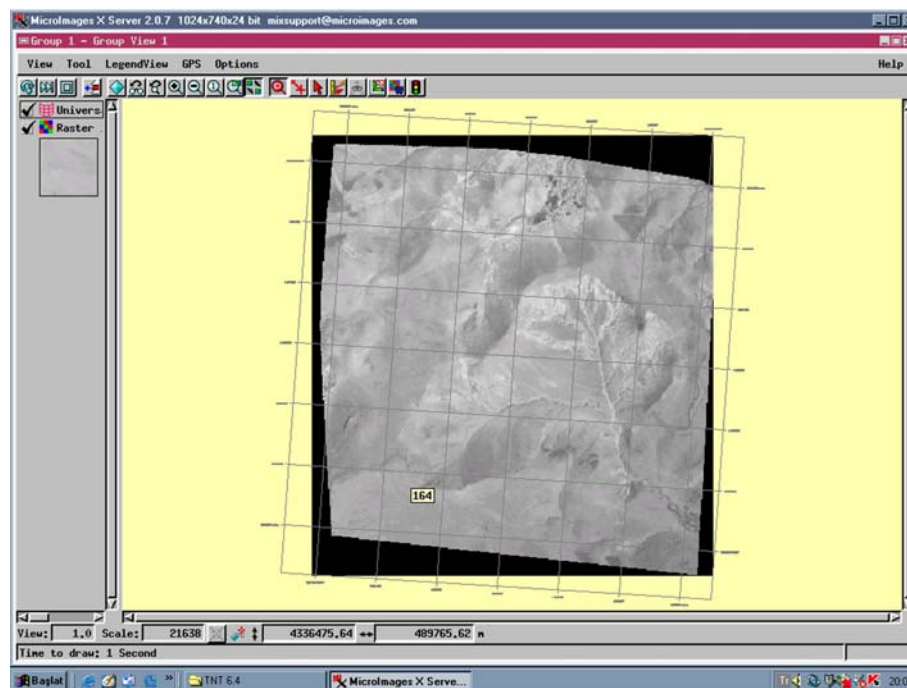 MicroImages X Server 2.0.7 1024x740x24 bit mixsupport@microimages.com
Group 1 - Group View 1
View Tool LegendView GPS Options Help
Univers
Raster
164
View: 1.0 Scale: 21638 4336475.64 489765.62 m
Time to draw: 1 Second
Başlat » TNT 6.4 MicroImages X Serve... 20:0